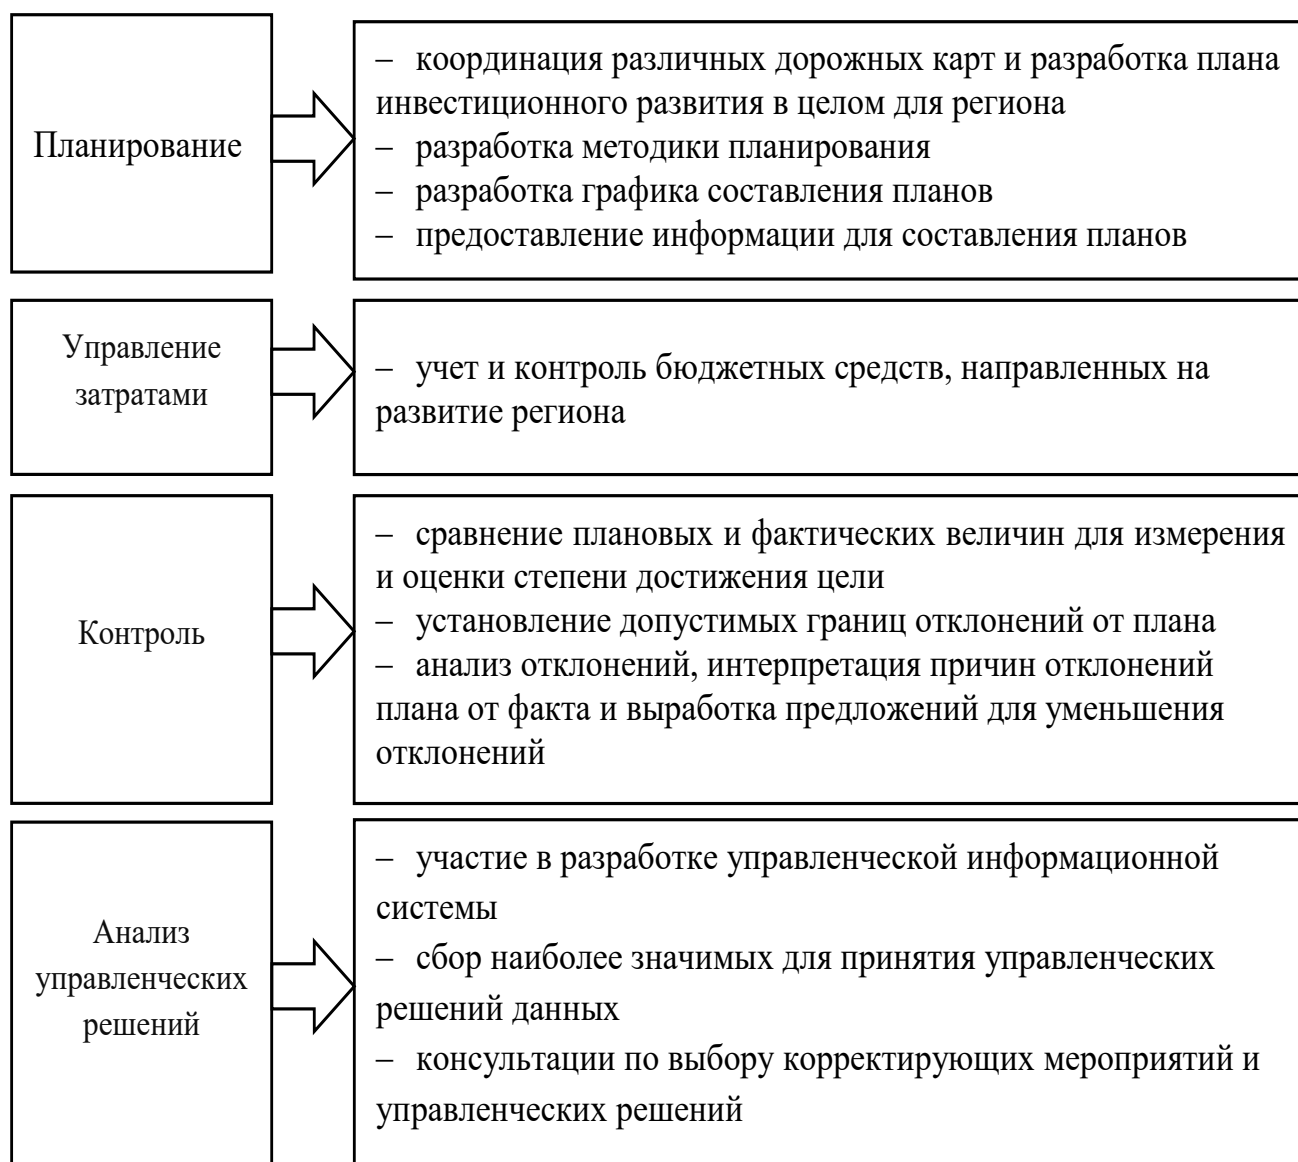 Планирование
– координация различных дорожных карт и разработка плана
инвестиционного развития в целом для региона
– разработка методики планирования
– разработка графика составления планов
– предоставление информации для составления планов
Управление
затратами
– учет и контроль бюджетных средств, направленных на
развитие региона
Контроль
– сравнение плановых и фактических величин для измерения
и оценки степени достижения цели
– установление допустимых границ отклонений от плана
– анализ отклонений, интерпретация причин отклонений
плана от факта и выработка предложений для уменьшения
отклонений
Анализ
управленческих
решений
– участие в разработке управленческой информационной
системы
– сбор наиболее значимых для принятия управленческих
решений данных
– консультации по выбору корректирующих мероприятий и
управленческих решений